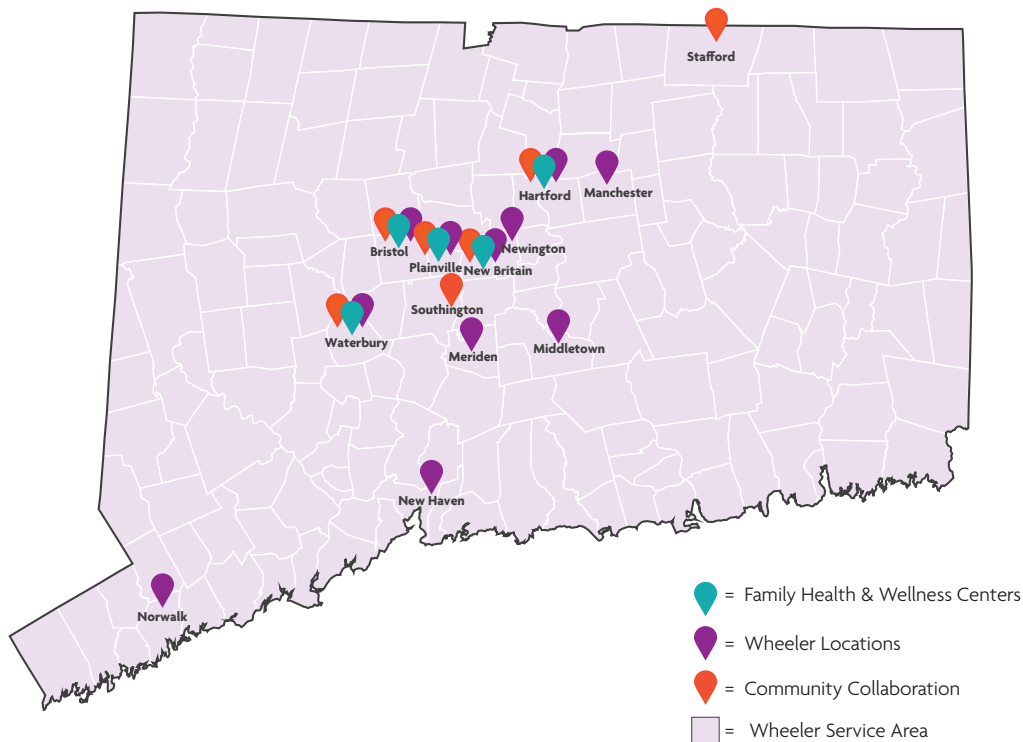 Stafford
Hartford
Manchester
Bristol
Newington
Plainville
New Britain
Southington
Waterbury
Meriden
Middletown
New Haven
Norwalk
= Family Health & Wellness Centers
= Wheeler Locations
= Community Collaboration
= Wheeler Service Area